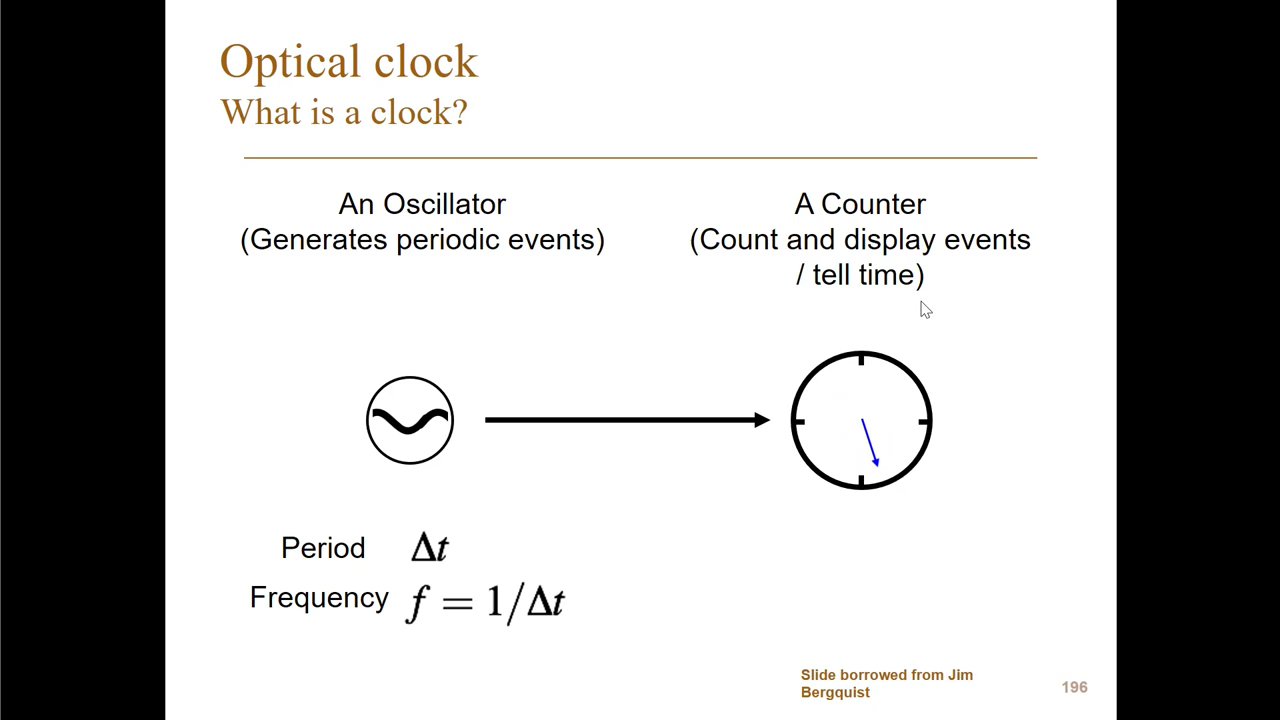 Optical clock
What is a clock?
An Oscillator
(Generates periodic events)
A Counter
(Count and display events
/ tell time)
Period Δt
Frequency f = 1/Δt
Slide borrowed from Jim
Bergquist
196